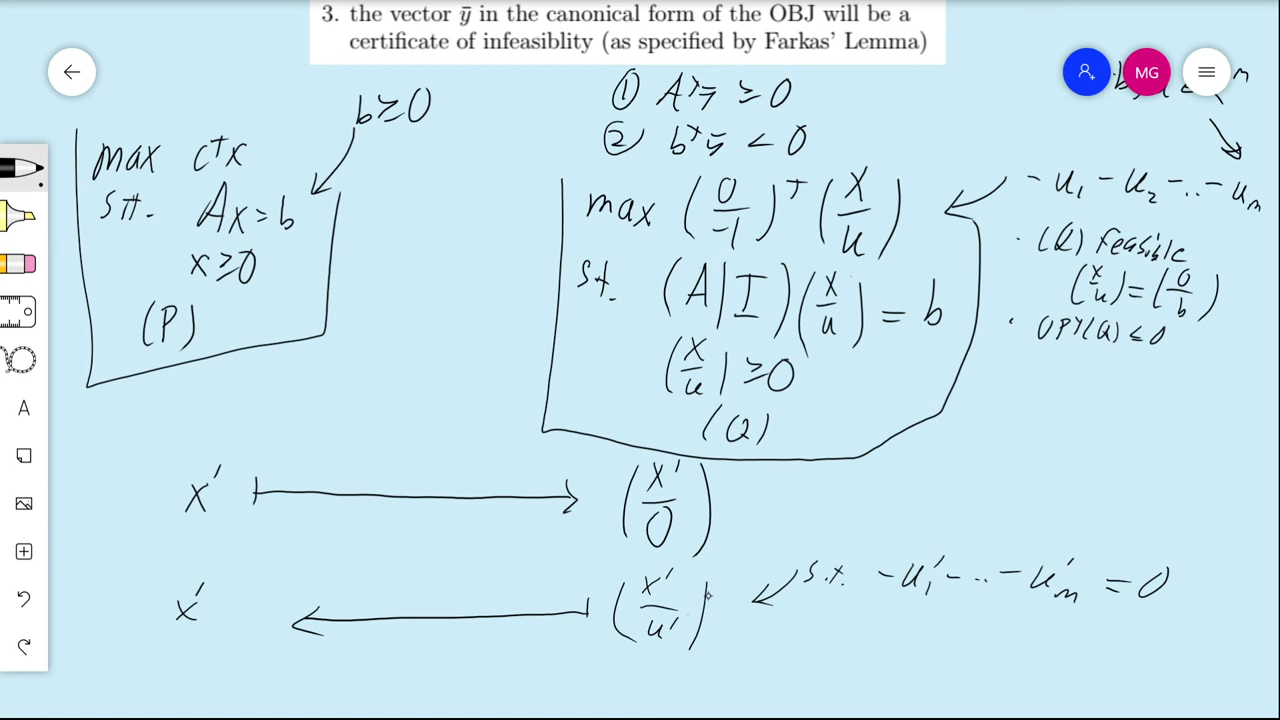 3. the vector ȳ in the canonical form of the OBJ will be a
certificate of infeasiblity (as specified by Farkas' Lemma)
MG
b ≥ 0
① Aᵀȳ ≥ 0
② bᵀȳ < 0
max cᵀx
st. Ax = b
x ≥ 0
(P)
max (0/-1)ᵀ (x/u)
st. (A|I)(x/u) = b
(x/u) ≥ 0
(Q)
-u₁ - u₂ - .. - uₘ
· (Q) Feasible
(x/u) = (0/b)
· OPT(Q) ≤ 0
x' ⟼ (x'/0)
x' ⟻ (x'/u') s.t. -u₁' - .. - uₘ' = 0
A